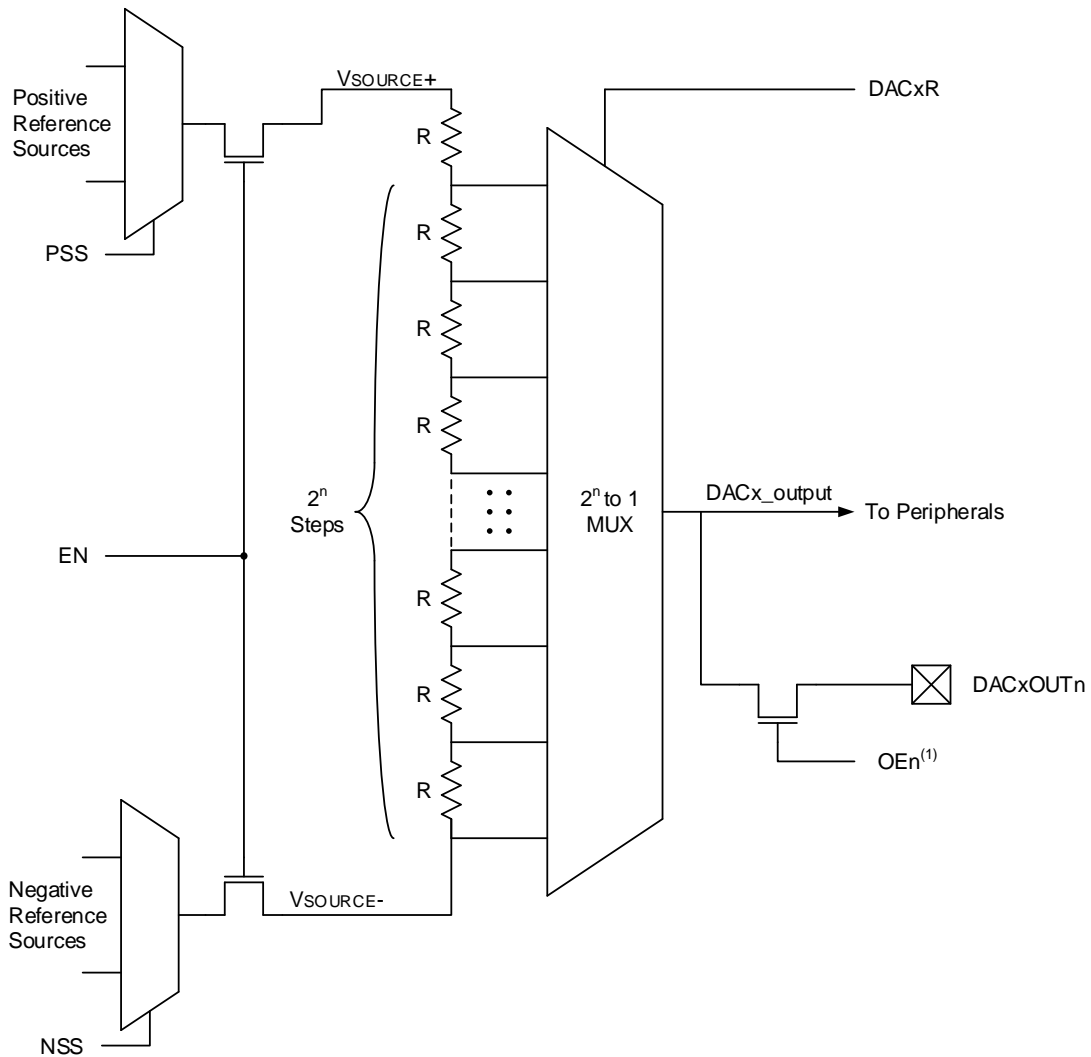 VSOURCE+
DACxR
Positive
Reference
Sources
R
R
PSS
R
R
2ⁿ
Steps
2ⁿ to 1
MUX
DACx_output
To Peripherals
EN
R
R
DACxOUTn
OEn⁽¹⁾
R
Negative
Reference
Sources
VSOURCE-
NSS